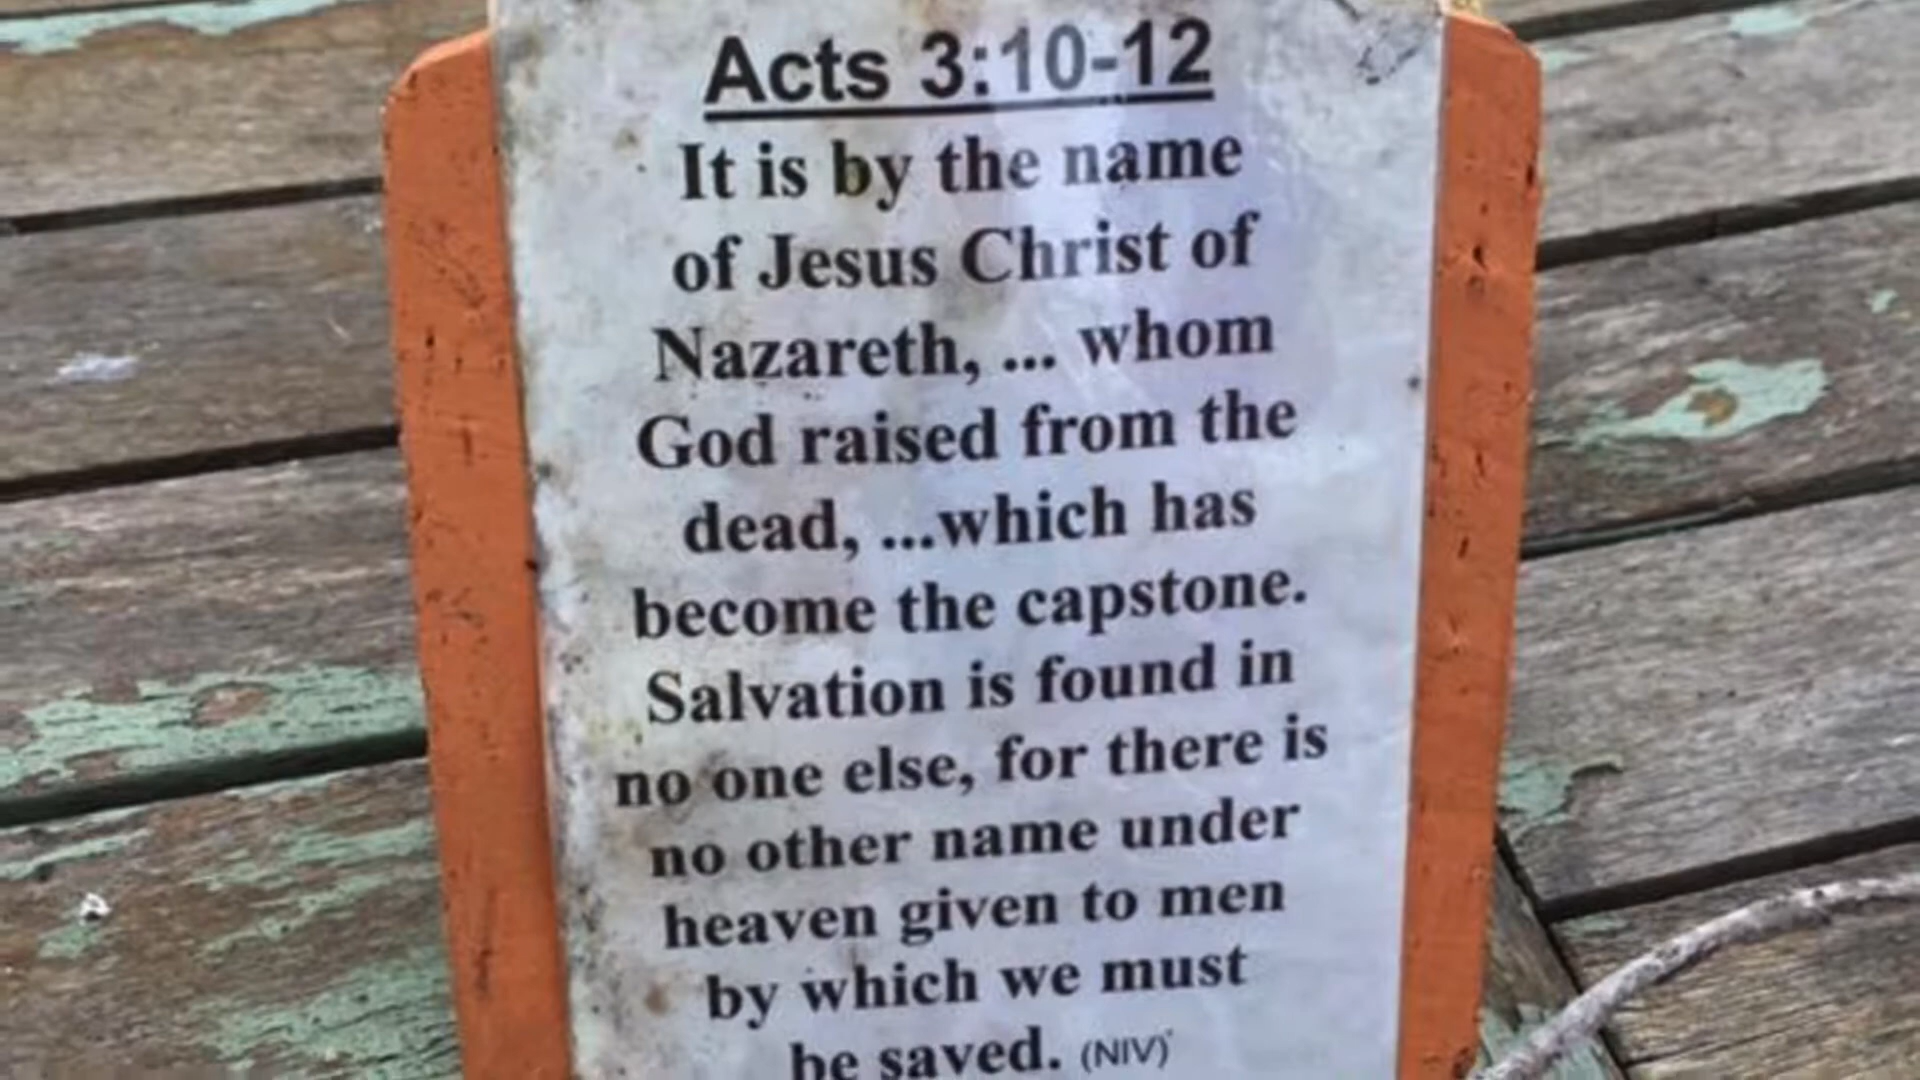 Acts 3:10-12
It is by the name
of Jesus Christ of
Nazareth, ... whom
God raised from the
dead, ...which has
become the capstone.
Salvation is found in
no one else, for there is
no other name under
heaven given to men
by which we must
be saved. (NIV)